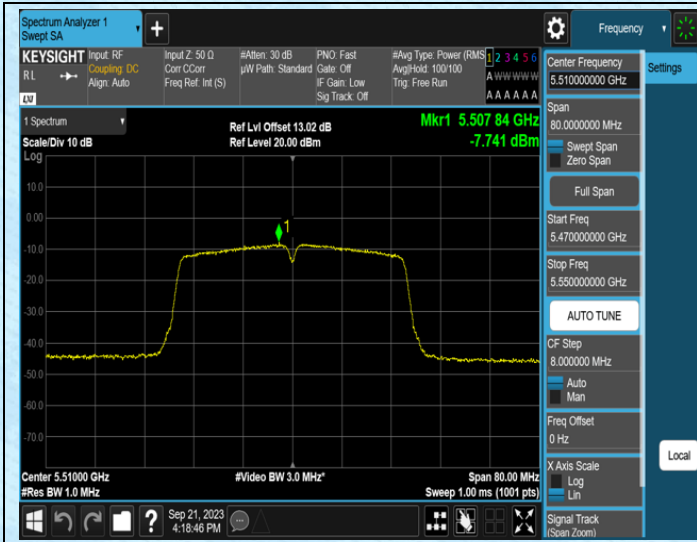 Spectrum Analyzer 1
Swept SA
Frequency
KEYSIGHT
RL
Input: RF
Coupling: DC
Align: Auto
Input Z: 50 Ω
Corr CCorr
Freq Ref: Int (S)
#Atten: 30 dB
µW Path: Standard
PNO: Fast
Gate: Off
IF Gain: Low
Sig Track: Off
#Avg Type: Power (RMS
Avg|Hold: 100/100
Trig: Free Run
1 2 3 4 5 6
A W W W W W
A A A A A A
LXI
1 Spectrum
Scale/Div 10 dB
Log
Ref Lvl Offset 13.02 dB
Ref Level 20.00 dBm
Mkr1 5.507 84 GHz
-7.741 dBm
10.0
0.00
-10.0
-20.0
-30.0
-40.0
-50.0
-60.0
-70.0
1
Center 5.51000 GHz
#Res BW 1.0 MHz
#Video BW 3.0 MHz*
Span 80.00 MHz
Sweep 1.00 ms (1001 pts)
?
Sep 21, 2023
4:18:46 PM
Center Frequency
5.510000000 GHz
Settings
Span
80.0000000 MHz
Swept Span
Zero Span
Full Span
Start Freq
5.470000000 GHz
Stop Freq
5.550000000 GHz
AUTO TUNE
CF Step
8.000000 MHz
Auto
Man
Freq Offset
0 Hz
X Axis Scale
Log
Lin
Signal Track
(Span Zoom)
Local